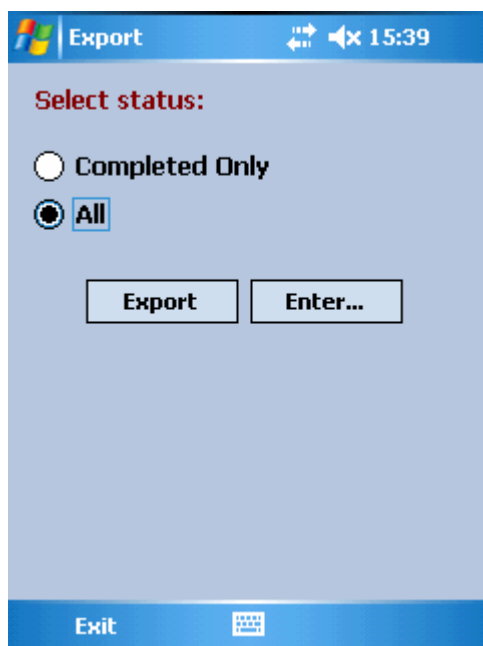 Export 15:39
Select status:
Completed Only
All
Export Enter...
Exit